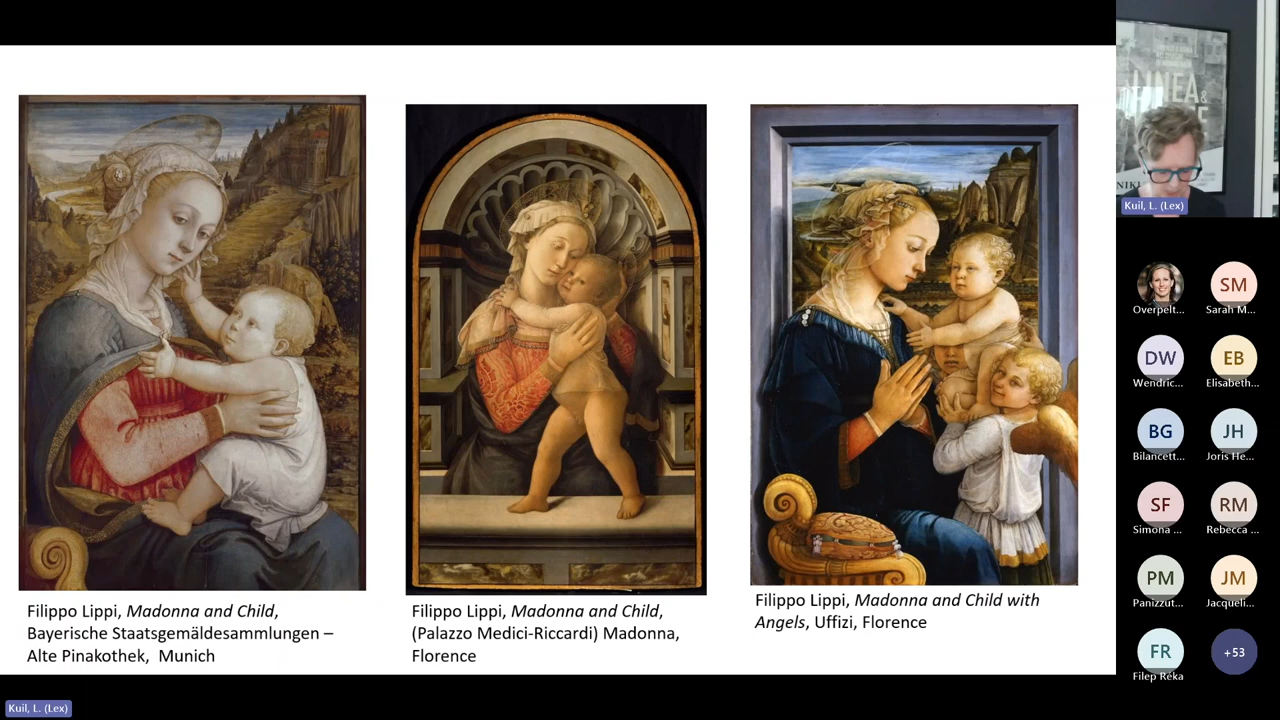 Filippo Lippi, Madonna and Child,
Bayerische Staatsgemäldesammlungen –
Alte Pinakothek, Munich
Filippo Lippi, Madonna and Child,
(Palazzo Medici-Riccardi) Madonna,
Florence
Filippo Lippi, Madonna and Child with
Angels, Uffizi, Florence
INEA &
NIK
Kuil, L. (Lex)
Overpelt...
SM
Sarah M...
DW
Wendric...
EB
Elisabeth...
BG
Bilancett...
JH
Joris He...
SF
Simona ...
RM
Rebecca ...
PM
Panizzut...
JM
Jacqueli...
FR
Filep Réka
+53
Kuil, L. (Lex)